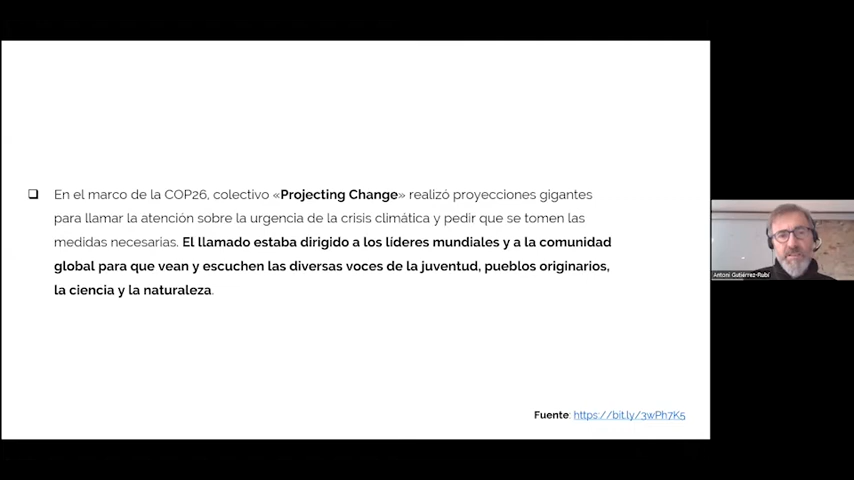 ❑ En el marco de la COP26, colectivo «Projecting Change» realizó proyecciones gigantes
para llamar la atención sobre la urgencia de la crisis climática y pedir que se tomen las
medidas necesarias. El llamado estaba dirigido a los líderes mundiales y a la comunidad
global para que vean y escuchen las diversas voces de la juventud, pueblos originarios,
la ciencia y la naturaleza.
Fuente: https://bit.ly/3wPh7K5
Antoni Gutiérrez-Rubí